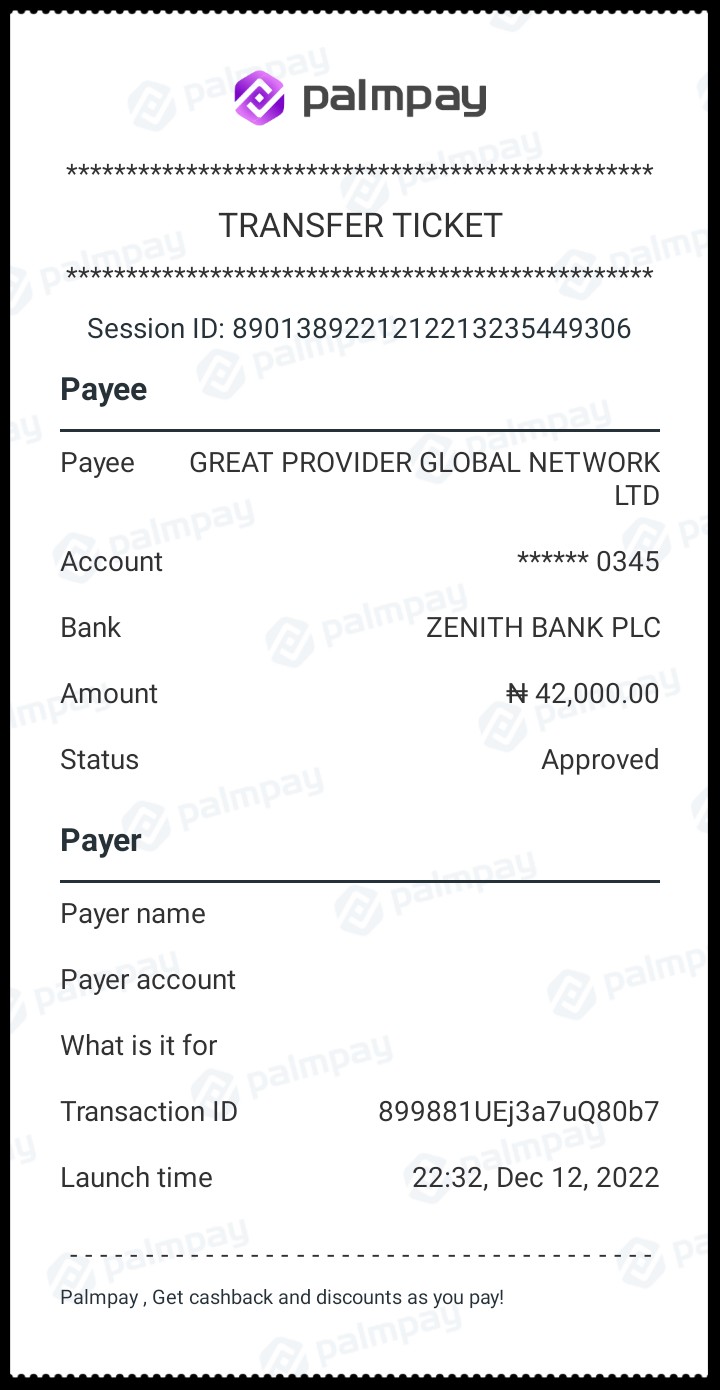 palmpay
************************************************
TRANSFER TICKET
************************************************
Session ID: 890138922121221323544​9306
Payee
Payee GREAT PROVIDER GLOBAL NETWORK
LTD
Account ****** 0345
Bank ZENITH BANK PLC
Amount ₦ 42,000.00
Status Approved
Payer
Payer name
Payer account
What is it for
Transaction ID 899881UEj3a7uQ80b7
Launch time 22:32, Dec 12, 2022
- - - - - - - - - - - - - - - - - - - - - - - - - - - - - - - - - - - - - - -
Palmpay , Get cashback and discounts as you pay!